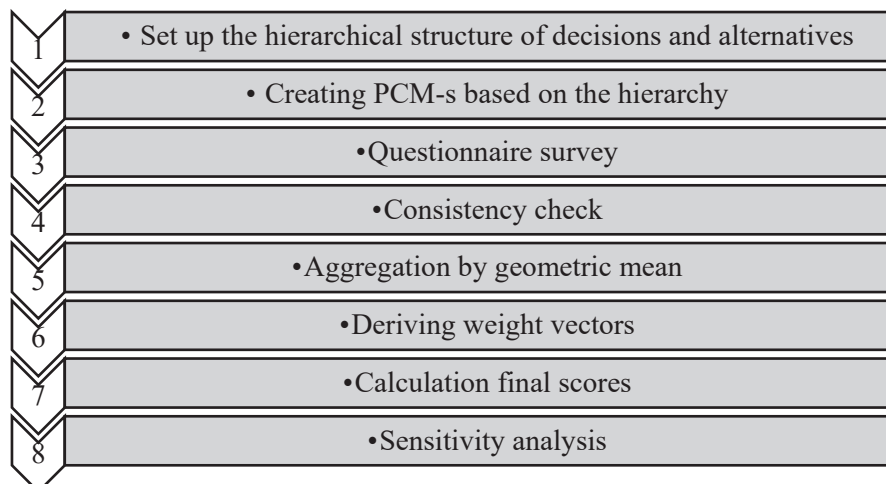 1 • Set up the hierarchical structure of decisions and alternatives
2 • Creating PCM-s based on the hierarchy
3 •Questionnaire survey
4 •Consistency check
5 •Aggregation by geometric mean
6 •Deriving weight vectors
7 •Calculation final scores
8 •Sensitivity analysis